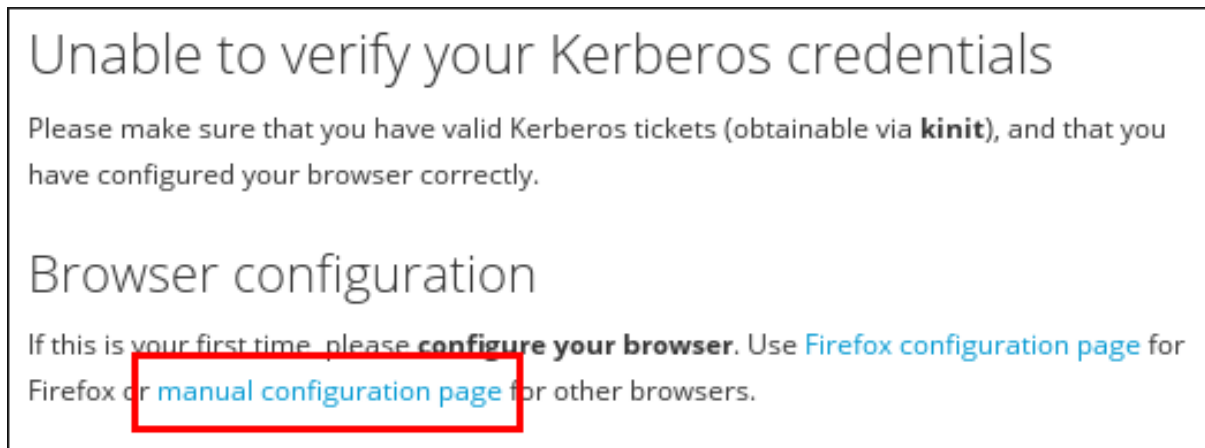 Unable to verify your Kerberos credentials
Please make sure that you have valid Kerberos tickets (obtainable via kinit), and that you
have configured your browser correctly.
Browser configuration
If this is your first time, please configure your browser. Use Firefox configuration page for
Firefox or manual configuration page for other browsers.